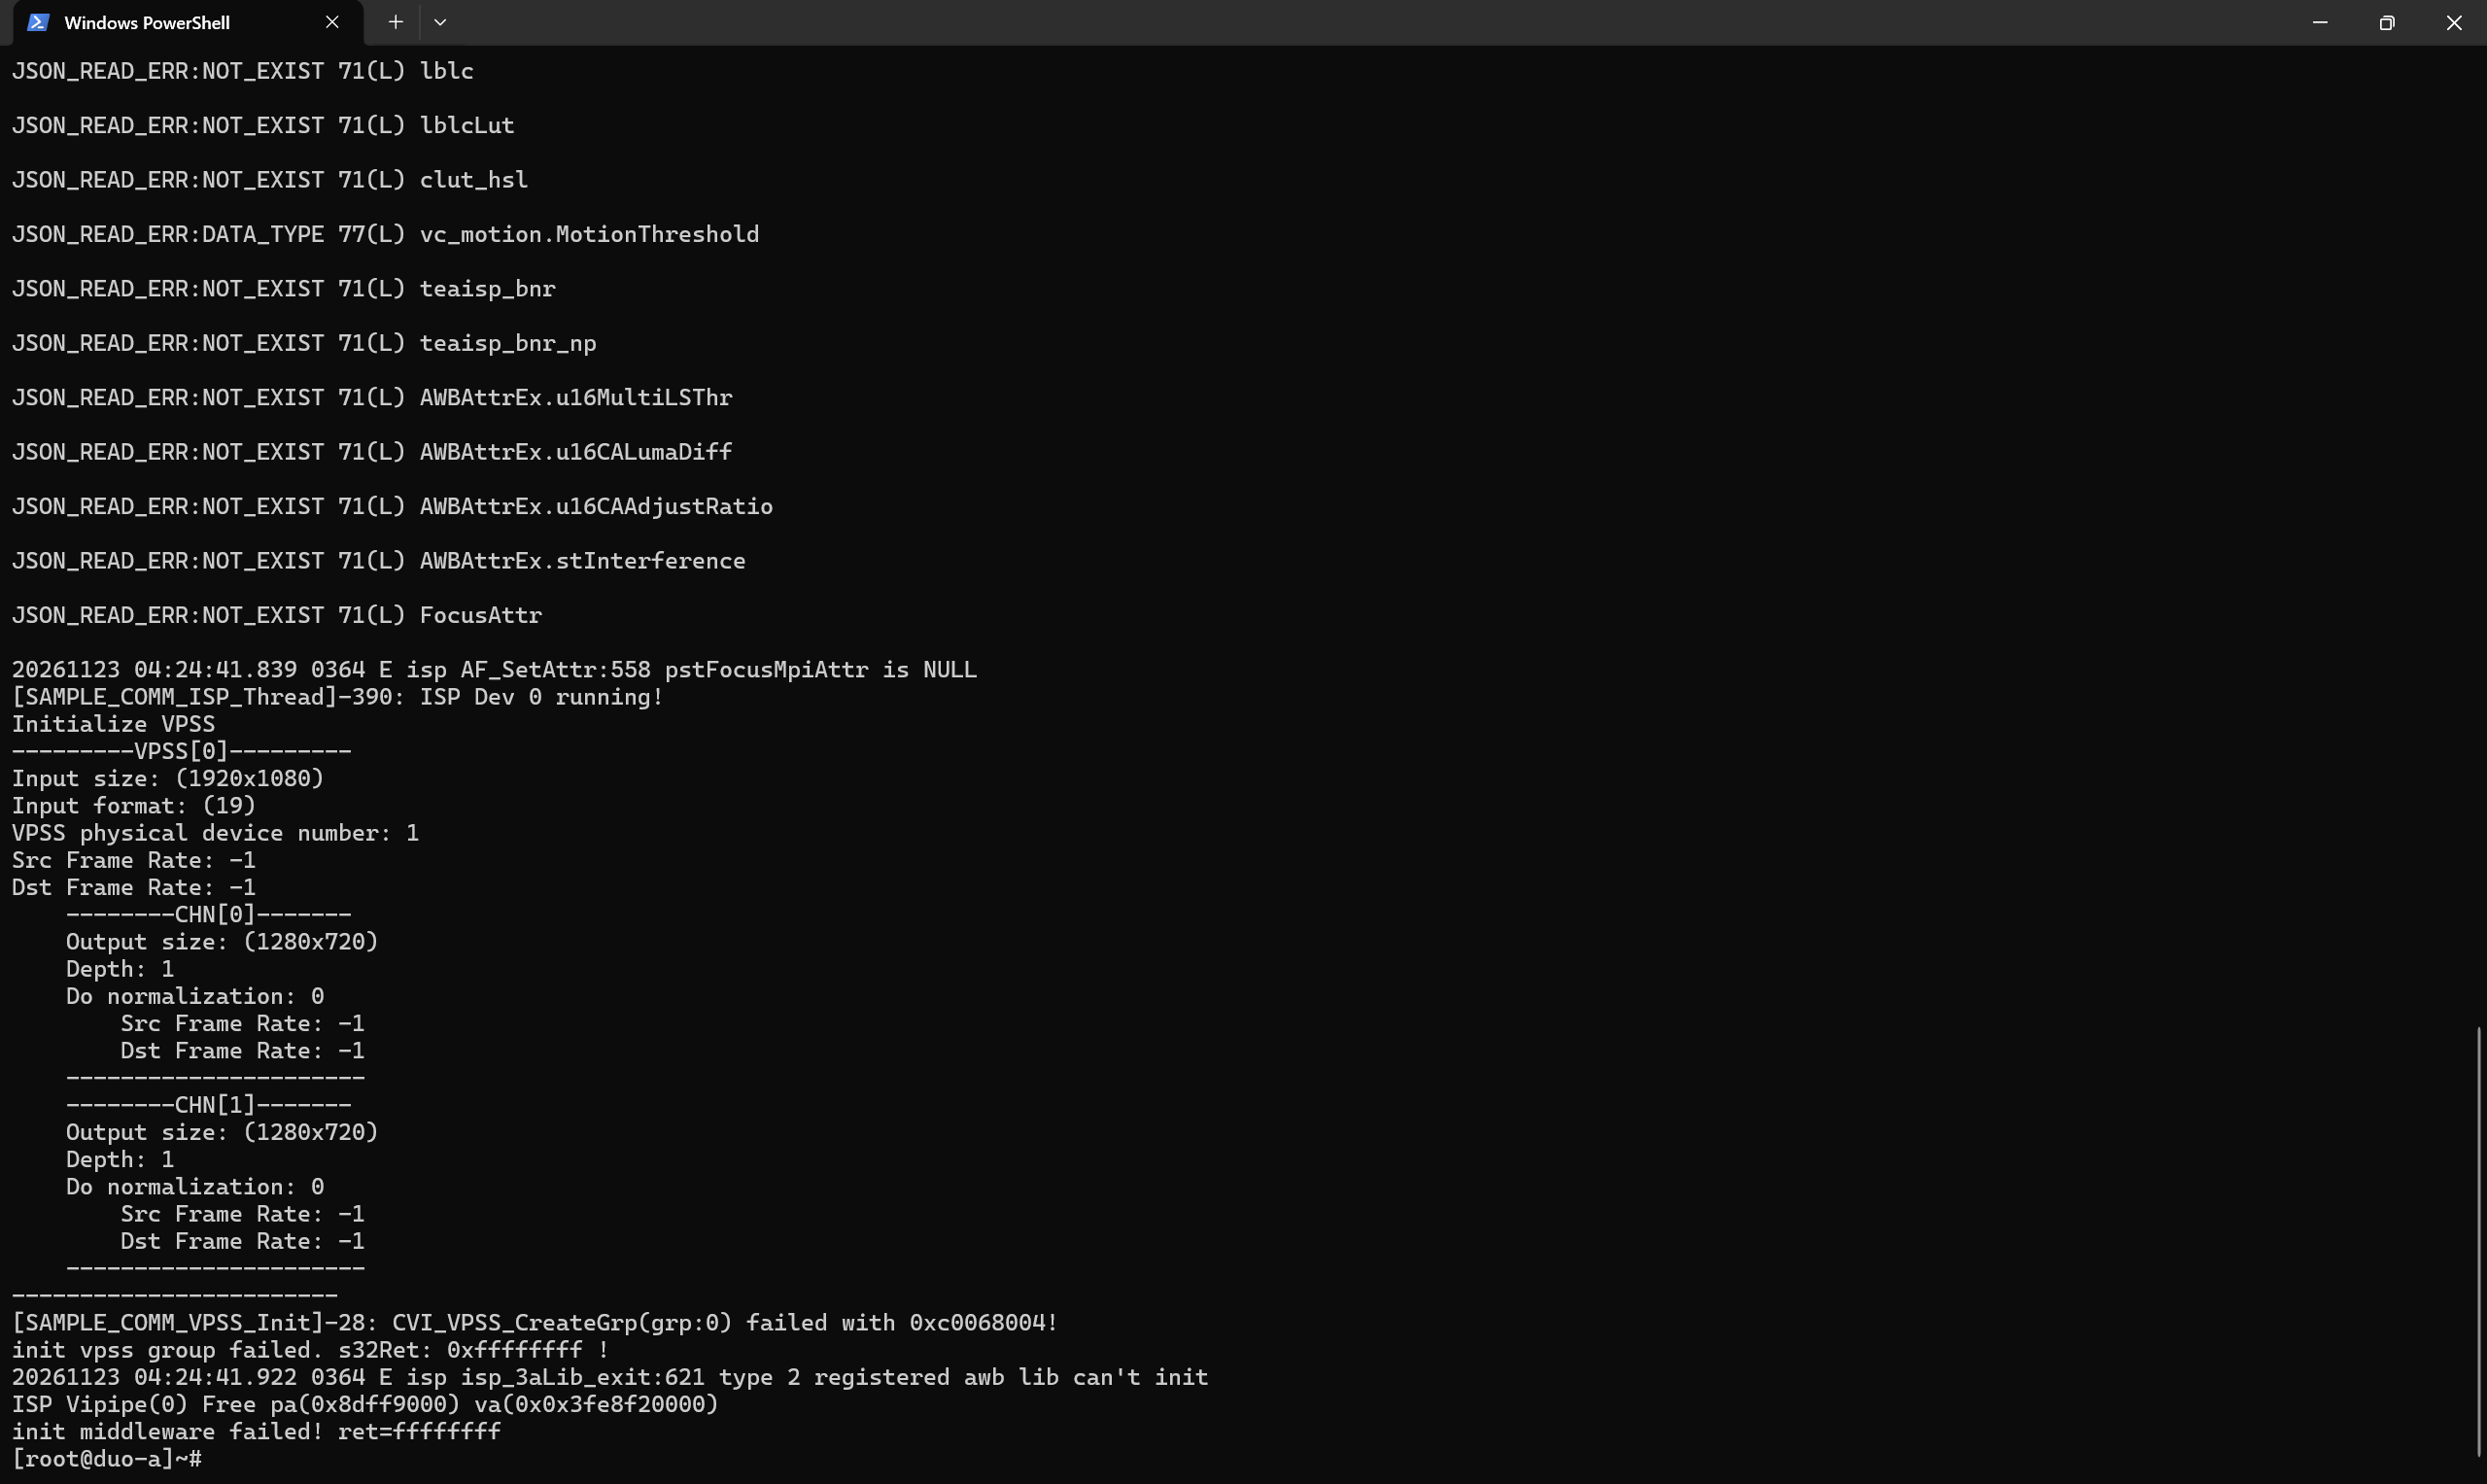 Windows PowerShell
JSON_READ_ERR:NOT_EXIST 71(L) lblc
JSON_READ_ERR:NOT_EXIST 71(L) lblcLut
JSON_READ_ERR:NOT_EXIST 71(L) clut_hsl
JSON_READ_ERR:DATA_TYPE 77(L) vc_motion.MotionThreshold
JSON_READ_ERR:NOT_EXIST 71(L) teaisp_bnr
JSON_READ_ERR:NOT_EXIST 71(L) teaisp_bnr_np
JSON_READ_ERR:NOT_EXIST 71(L) AWBAttrEx.u16MultiLSThr
JSON_READ_ERR:NOT_EXIST 71(L) AWBAttrEx.u16CALumaDiff
JSON_READ_ERR:NOT_EXIST 71(L) AWBAttrEx.u16CAAdjustRatio
JSON_READ_ERR:NOT_EXIST 71(L) AWBAttrEx.stInterference
JSON_READ_ERR:NOT_EXIST 71(L) FocusAttr
20261123 04:24:41.839 0364 E isp AF_SetAttr:558 pstFocusMpiAttr is NULL
[SAMPLE_COMM_ISP_Thread]-390: ISP Dev 0 running!
Initialize VPSS
---------VPSS[0]---------
Input size: (1920x1080)
Input format: (19)
VPSS physical device number: 1
Src Frame Rate: -1
Dst Frame Rate: -1
    --------CHN[0]-------
    Output size: (1280x720)
    Depth: 1
    Do normalization: 0
        Src Frame Rate: -1
        Dst Frame Rate: -1
    ----------------------
    --------CHN[1]-------
    Output size: (1280x720)
    Depth: 1
    Do normalization: 0
        Src Frame Rate: -1
        Dst Frame Rate: -1
    ----------------------
------------------------
[SAMPLE_COMM_VPSS_Init]-28: CVI_VPSS_CreateGrp(grp:0) failed with 0xc0068004!
init vpss group failed. s32Ret: 0xffffffff !
20261123 04:24:41.922 0364 E isp isp_3aLib_exit:621 type 2 registered awb lib can't init
ISP Vipipe(0) Free pa(0x8dff9000) va(0x0x3fe8f20000)
init middleware failed! ret=ffffffff
[root@duo-a]~#